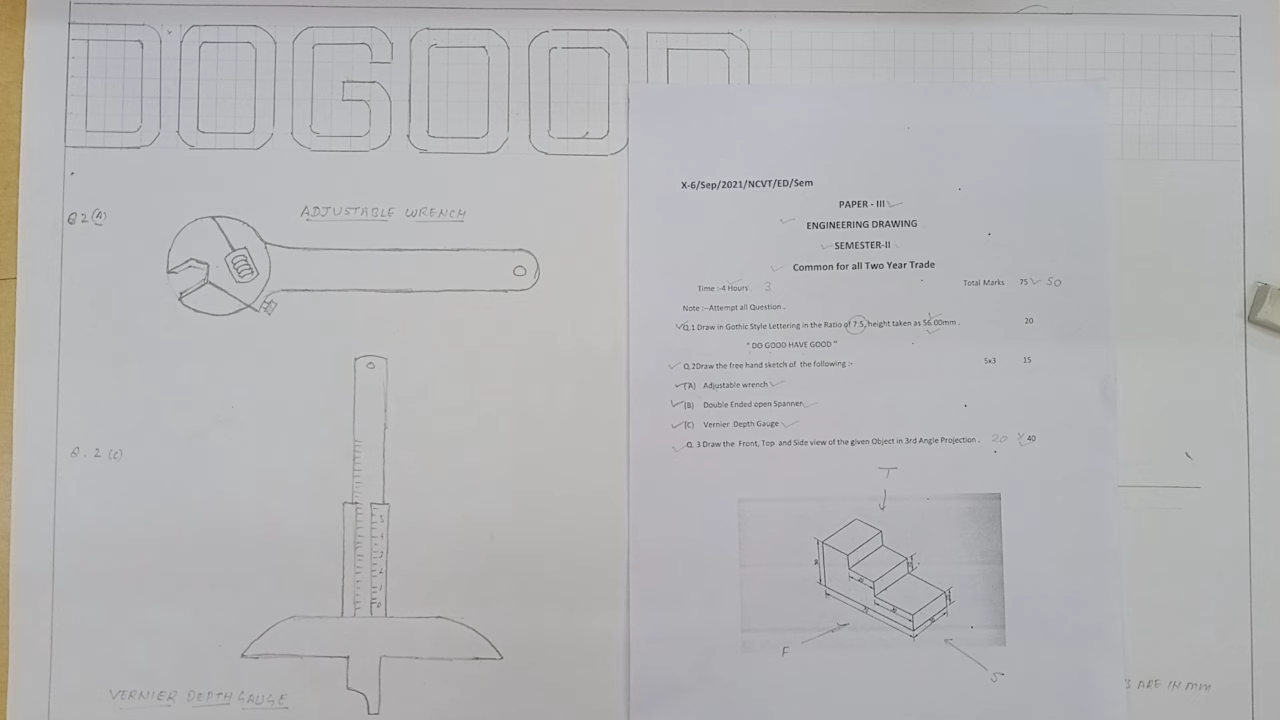 DOGOOD
Q 2 (A)
ADJUSTABLE WRENCH
Q. 2 (C)
VERNIER DEPTH GAUGE
X-6/Sep/2021/NCVT/ED/Sem
PAPER - III
ENGINEERING DRAWING
SEMESTER-II
Common for all Two Year Trade
Time :-4 Hours . 3 Total Marks 75 50
Note :-Attempt all Question .
Q.1 Draw in Gothic Style Lettering in the Ratio of 7:5, height taken as 56.00mm . 20
" DO GOOD HAVE GOOD "
Q.2Draw the free hand sketch of the following :- 5x3 15
(A) Adjustable wrench
(B) Double Ended open Spanner
(C) Vernier Depth Gauge
Q. 3 Draw the Front, Top and Side view of the given Object in 3rd Angle Projection . 20 40
T
F
S
ARE IN MM